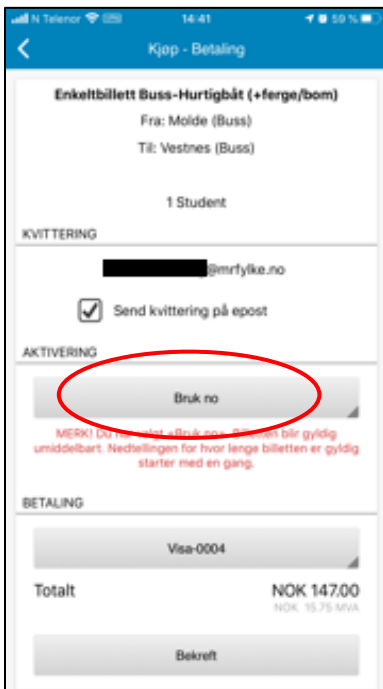 N Telenor 14:41 59 %
Kjøp - Betaling
Enkeltbillett Buss-Hurtigbåt (+ferge/bom)
Fra: Molde (Buss)
Til: Vestnes (Buss)
1 Student
KVITTERING
@mrfylke.no
Send kvittering på epost
AKTIVERING
Bruk no
MERK! Du har valgt «Bruk no». Billetten blir gyldig
umiddelbart. Nedtellingen for hvor lenge billetten er gyldig
starter med en gang.
BETALING
Visa-0004
Totalt NOK 147.00
NOK 15.75 MVA
Bekreft